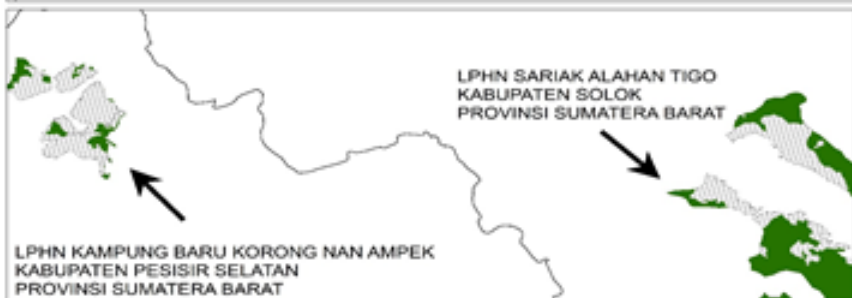 LPHN SARIAK ALAHAN TIGO
KABUPATEN SOLOK
PROVINSI SUMATERA BARAT
LPHN KAMPUNG BARU KORONG NAN AMPEK
KABUPATEN PESISIR SELATAN
PROVINSI SUMATERA BARAT